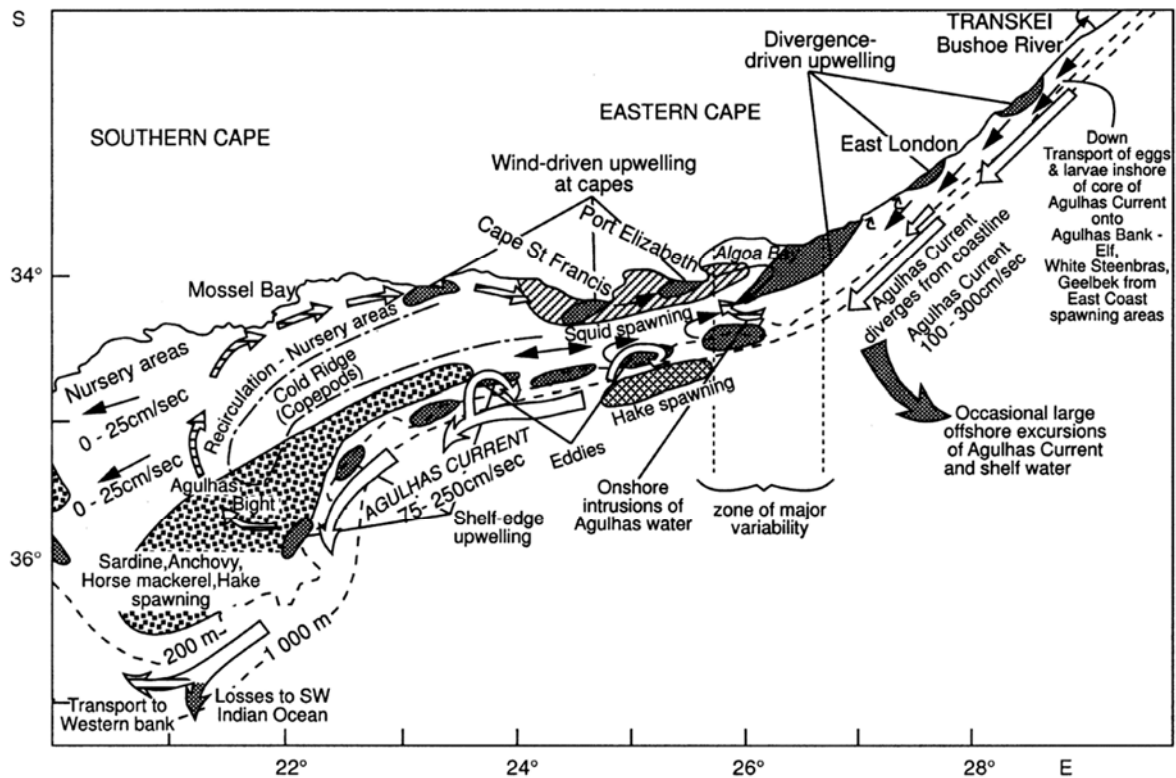 S
TRANSKEI
Bushoe River
Divergence-
driven upwelling
EASTERN CAPE
SOUTHERN CAPE
East London
Down
Transport of eggs
& larvae inshore
of core of
Agulhas Current
onto
Agulhas Bank -
Elf,
White Steenbras,
Geelbek from
East Coast
spawning areas
Wind-driven upwelling
at capes
Port Elizabeth
Cape St Francis
Algoa Bay
34°
Mossel Bay
Agulhas Current
diverges from coastline
Agulhas Current
100 - 300cm/sec
Squid spawning
Nursery areas
0 - 25cm/sec
0 - 25cm/sec
Recirculation - Nursery areas
Cold Ridge
(Copepods)
Hake spawning
Occasional large
offshore excursions
of Agulhas Current
and shelf water
AGULHAS CURRENT
75- 250cm/sec
Eddies
Agulhas
Bight
Onshore
intrusions of
Agulhas water
zone of major
variability
Shelf-edge
upwelling
36°
Sardine,Anchovy,
Horse mackerel,Hake
spawning
200 m
1 000 m
Transport to
Western bank
Losses to SW
Indian Ocean
22°
24°
26°
28°
E